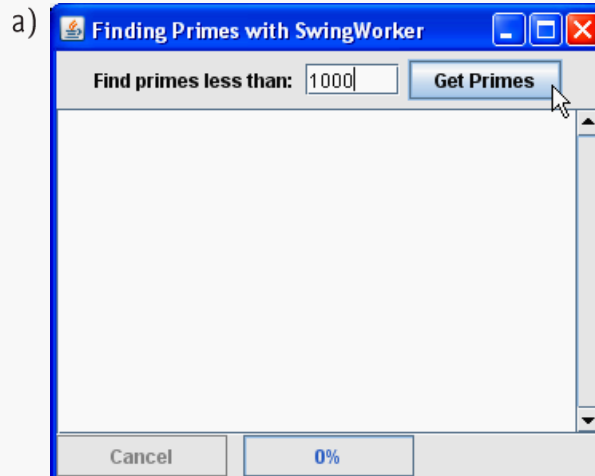 a)
Finding Primes with SwingWorker
Find primes less than: 1000 Get Primes
Cancel 0%